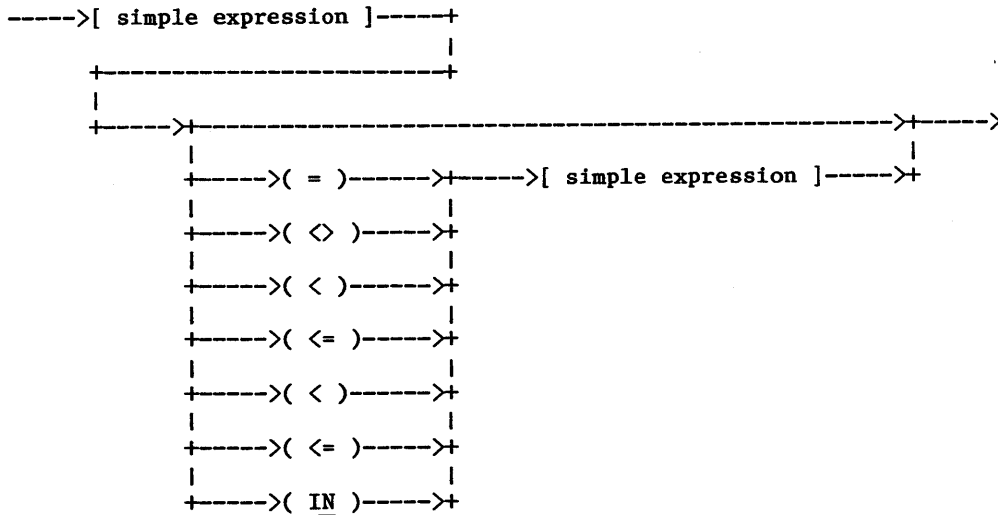 ----->[ simple expression ]------+
|
+--------------------------------+
|
+----->+---------------------------------------------------------------->+----->
| |
+----->( = )------>+----->[ simple expression ]------>+
| |
+----->( <> )----->+
| |
+----->( < )------>+
| |
+----->( <= )----->+
| |
+----->( < )------>+
| |
+----->( <= )----->+
| |
+----->( IN )----->+